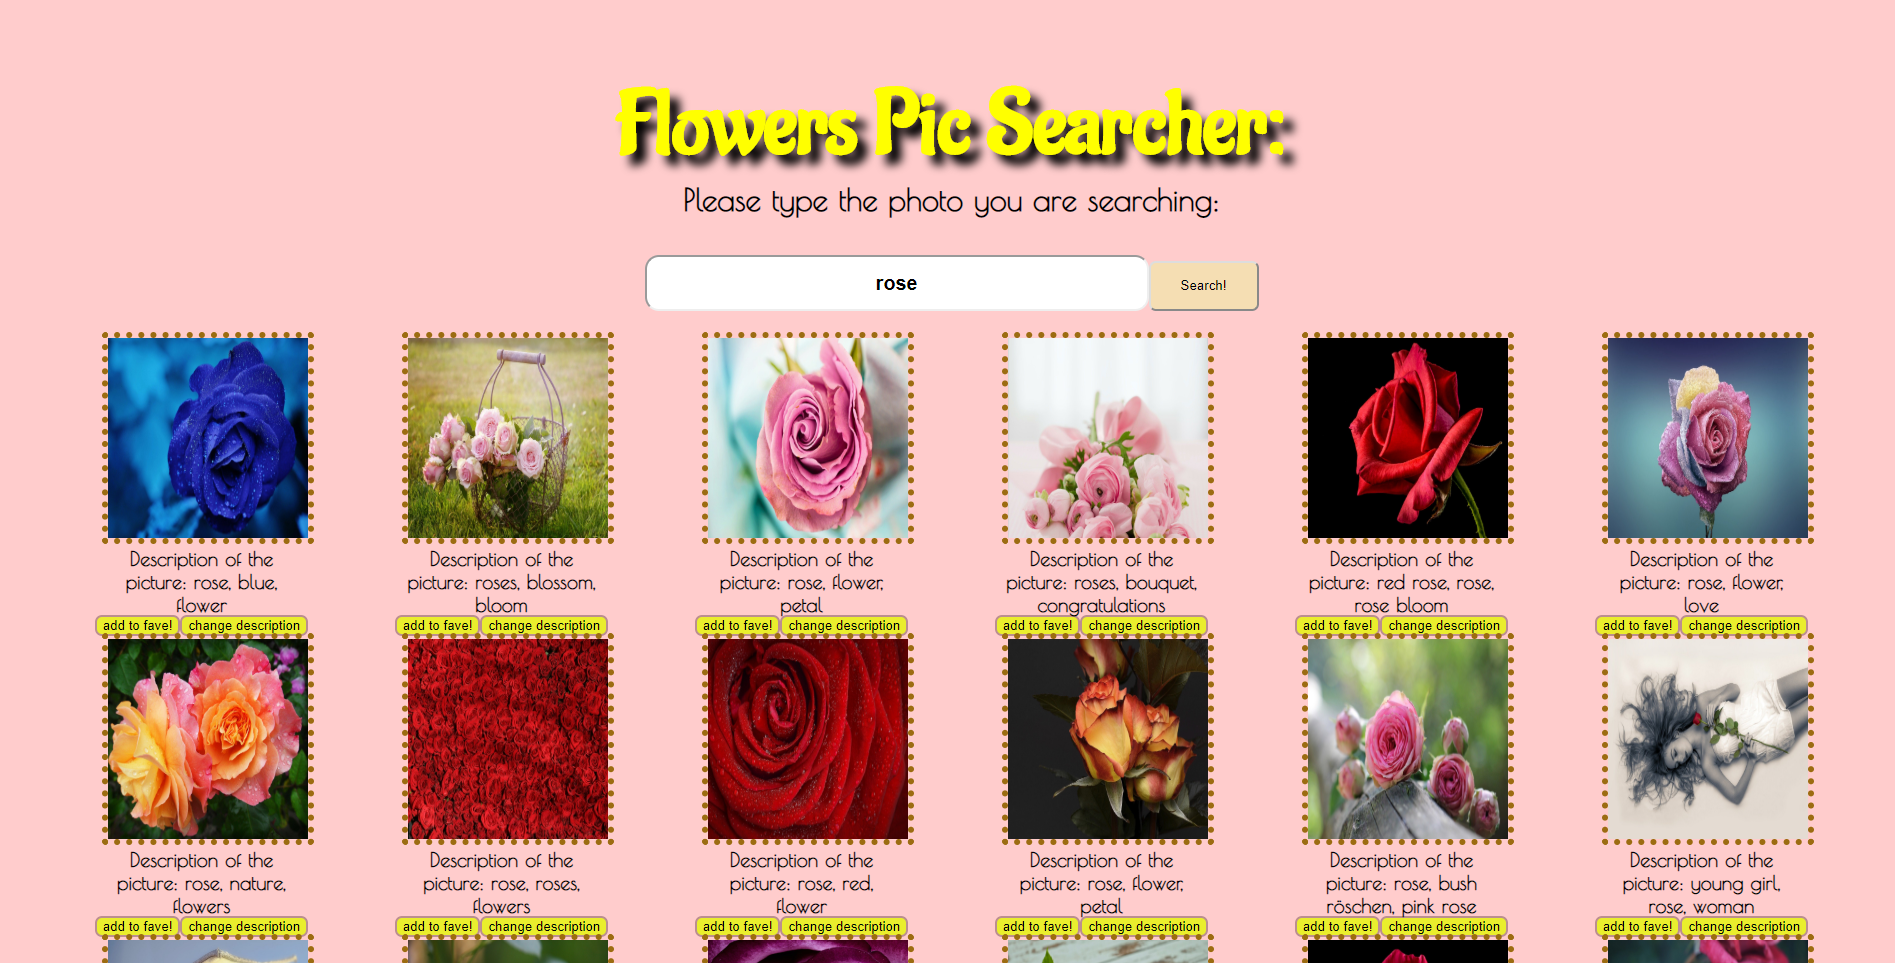 Flowers Pic Searcher:
Please type the photo you are searching:
rose
Search!
Description of the
picture: rose, blue,
flower
add to fave! change description
Description of the
picture: roses, blossom,
bloom
add to fave! change description
Description of the
picture: rose, flower,
petal
add to fave! change description
Description of the
picture: roses, bouquet,
congratulations
add to fave! change description
Description of the
picture: red rose, rose,
rose bloom
add to fave! change description
Description of the
picture: rose, flower,
love
add to fave! change description
Description of the
picture: rose, nature,
flowers
add to fave! change description
Description of the
picture: rose, roses,
flowers
add to fave! change description
Description of the
picture: rose, red,
flower
add to fave! change description
Description of the
picture: rose, flower,
petal
add to fave! change description
Description of the
picture: rose, bush
röschen, pink rose
add to fave! change description
Description of the
picture: young girl,
rose, woman
add to fave! change description